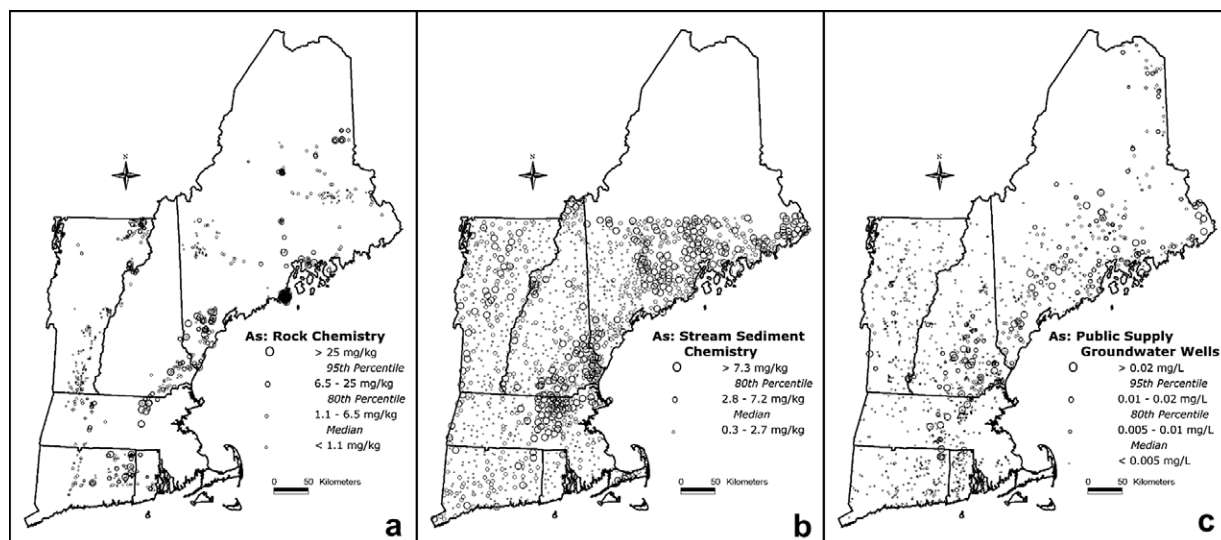 N
As: Rock Chemistry
> 25 mg/kg
95th Percentile
6.5 - 25 mg/kg
80th Percentile
1.1 - 6.5 mg/kg
Median
< 1.1 mg/kg
0 50 Kilometers
a
N
As: Stream Sediment
Chemistry
> 7.3 mg/kg
80th Percentile
2.8 - 7.2 mg/kg
Median
0.3 - 2.7 mg/kg
0 50 Kilometers
b
N
As: Public Supply
Groundwater Wells
> 0.02 mg/L
95th Percentile
0.01 - 0.02 mg/L
80th Percentile
0.005 - 0.01 mg/L
Median
< 0.005 mg/L
0 50 Kilometers
c